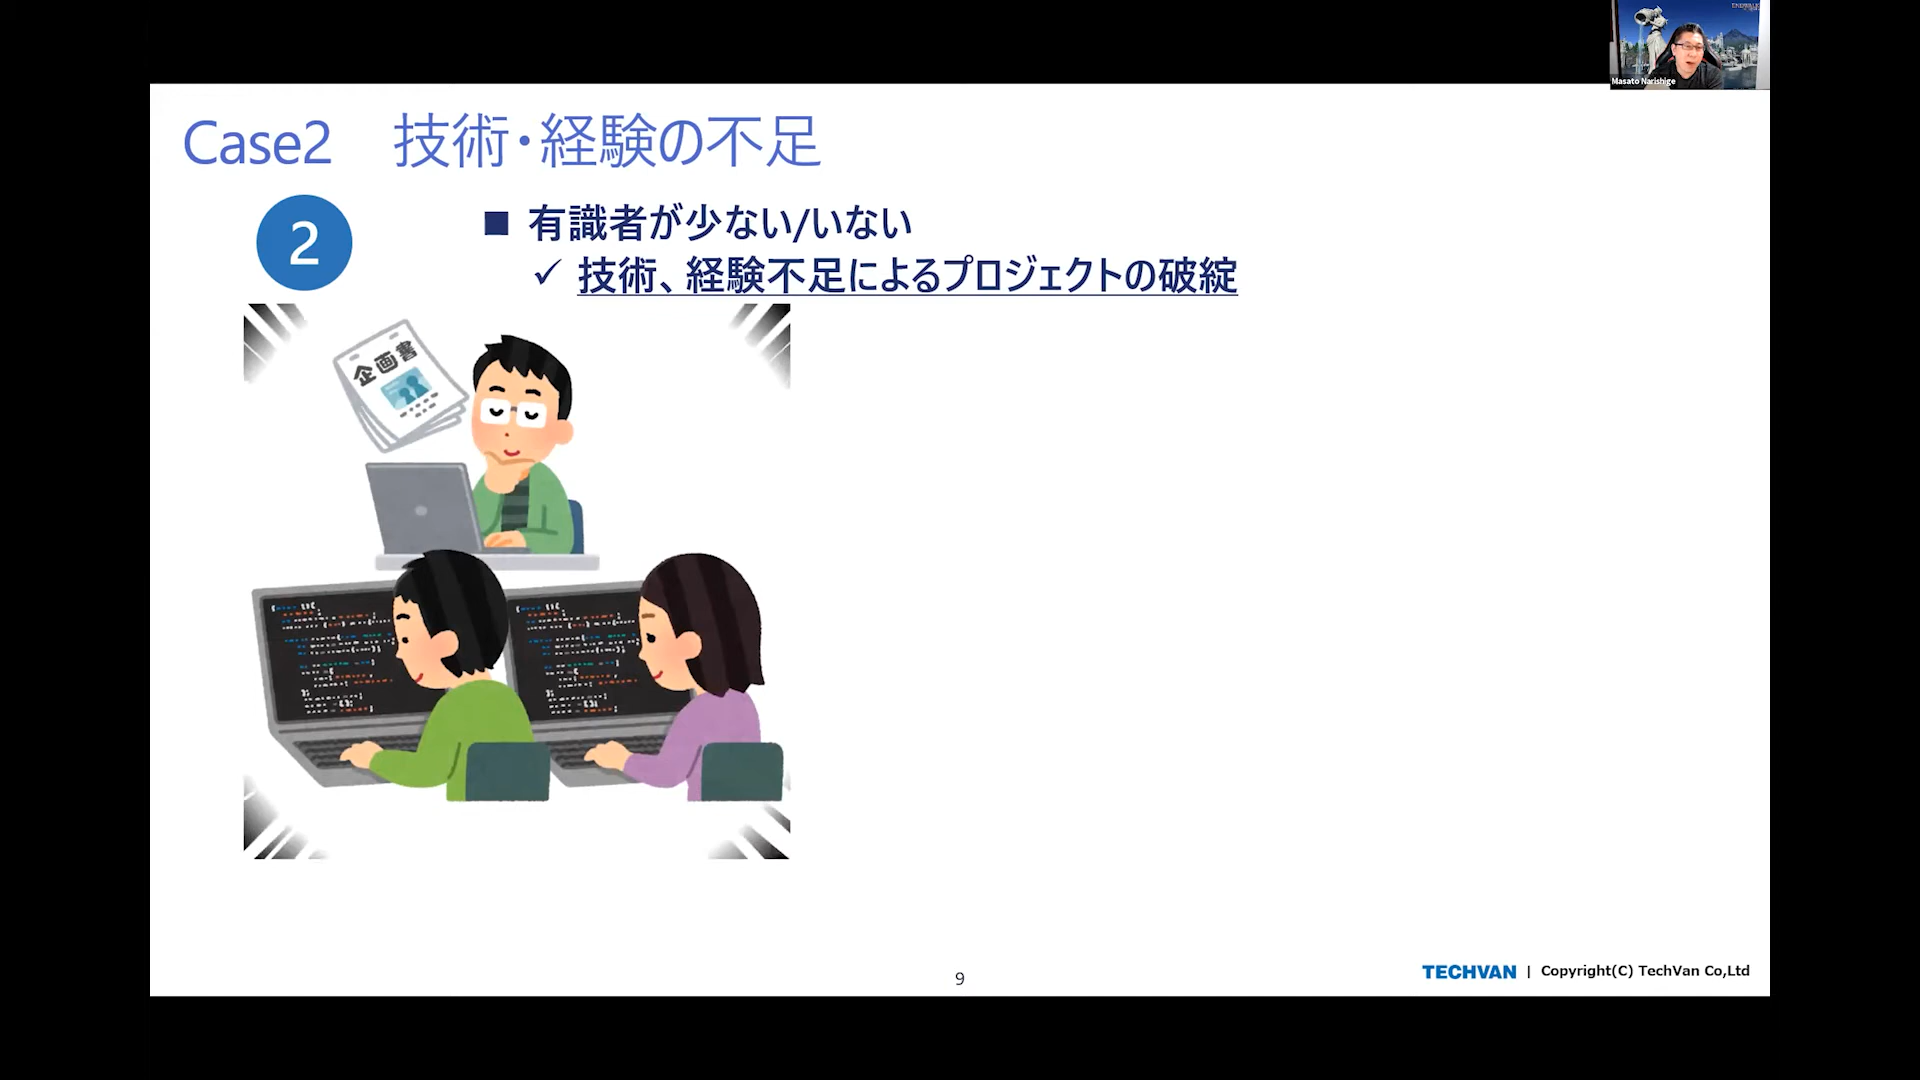 Masato Narishige
Case2 技術・経験の不足
2
■ 有識者が少ない/いない
✓ 技術、経験不足によるプロジェクトの破綻
企画書
9
TECHVAN | Copyright(C) TechVan Co,Ltd